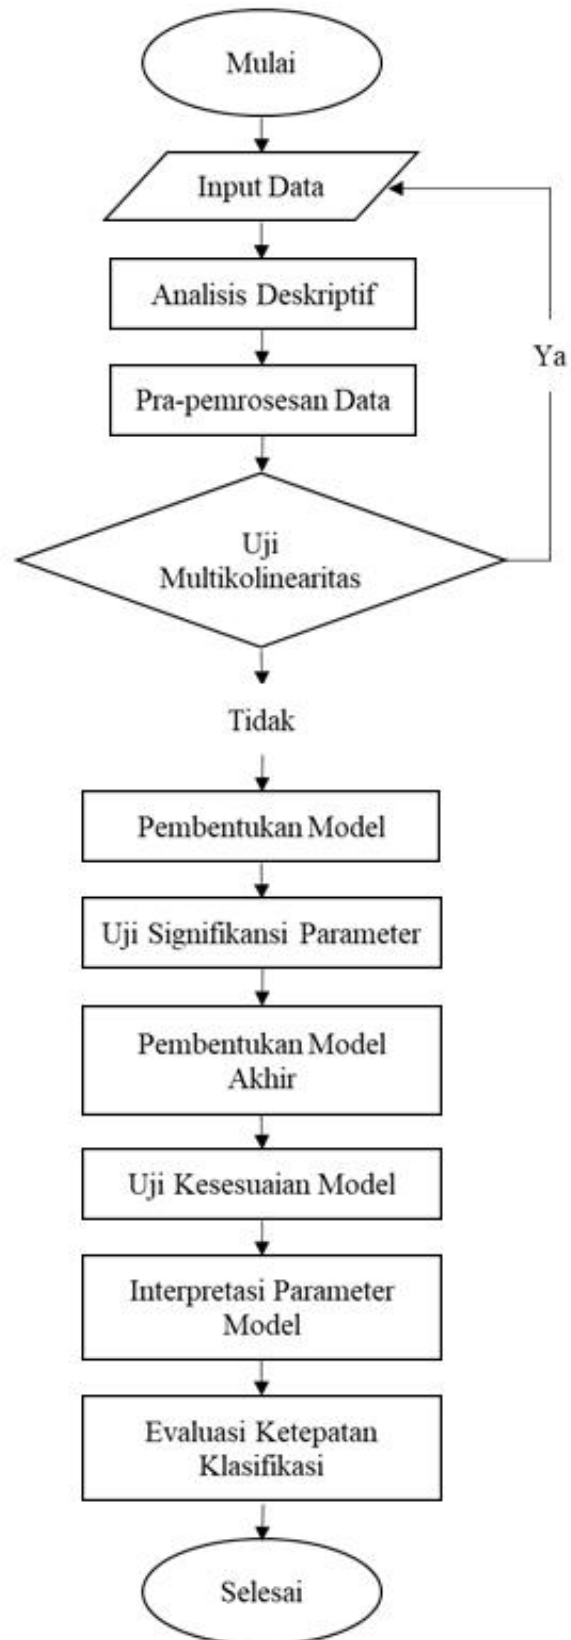 Mulai
Input Data
Analisis Deskriptif
Ya
Pra-pemrosesan Data
Uji
Multikolinearitas
Tidak
Pembentukan Model
Uji Signifikansi Parameter
Pembentukan Model
Akhir
Uji Kesesuaian Model
Interpretasi Parameter
Model
Evaluasi Ketepatan
Klasifikasi
Selesai